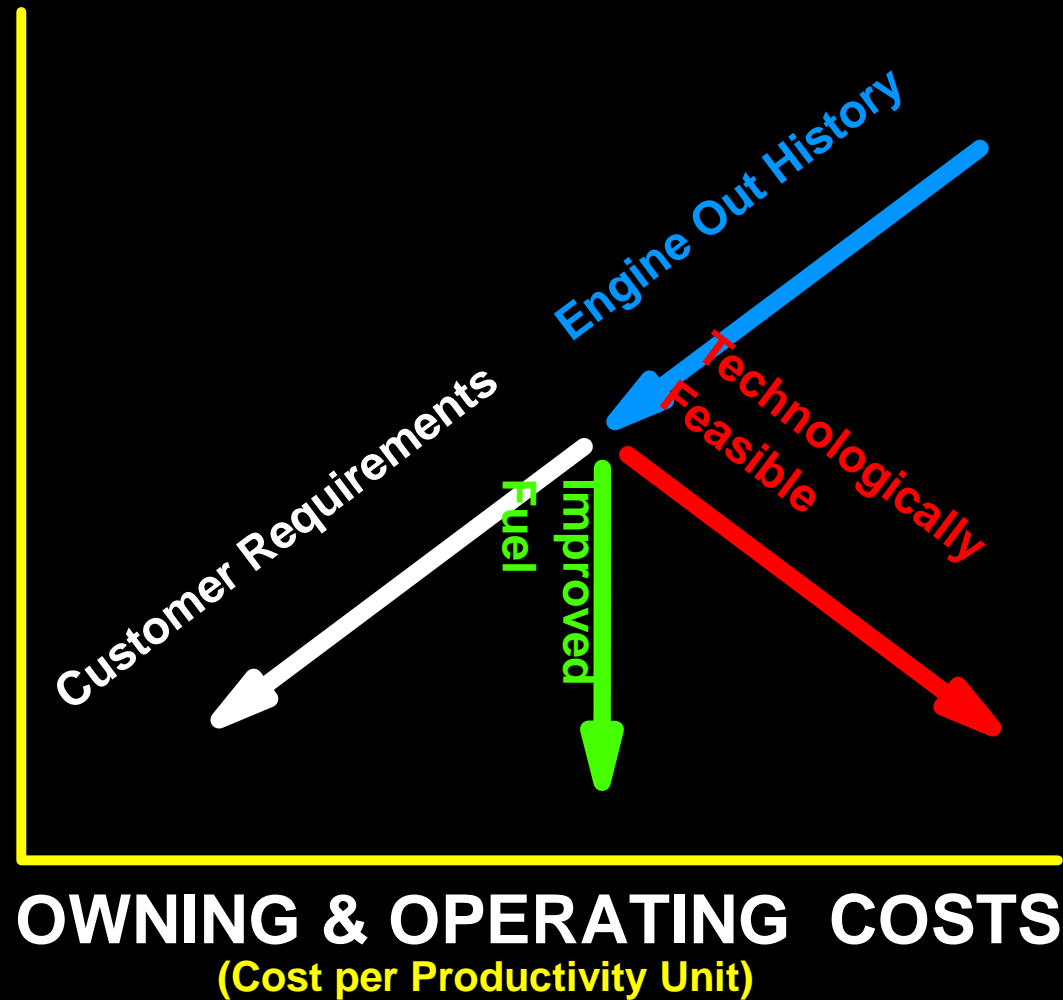 Engine Out History
Technologically
Feasible
Customer Requirements
Improved
Fuel
OWNING & OPERATING COSTS
(Cost per Productivity Unit)